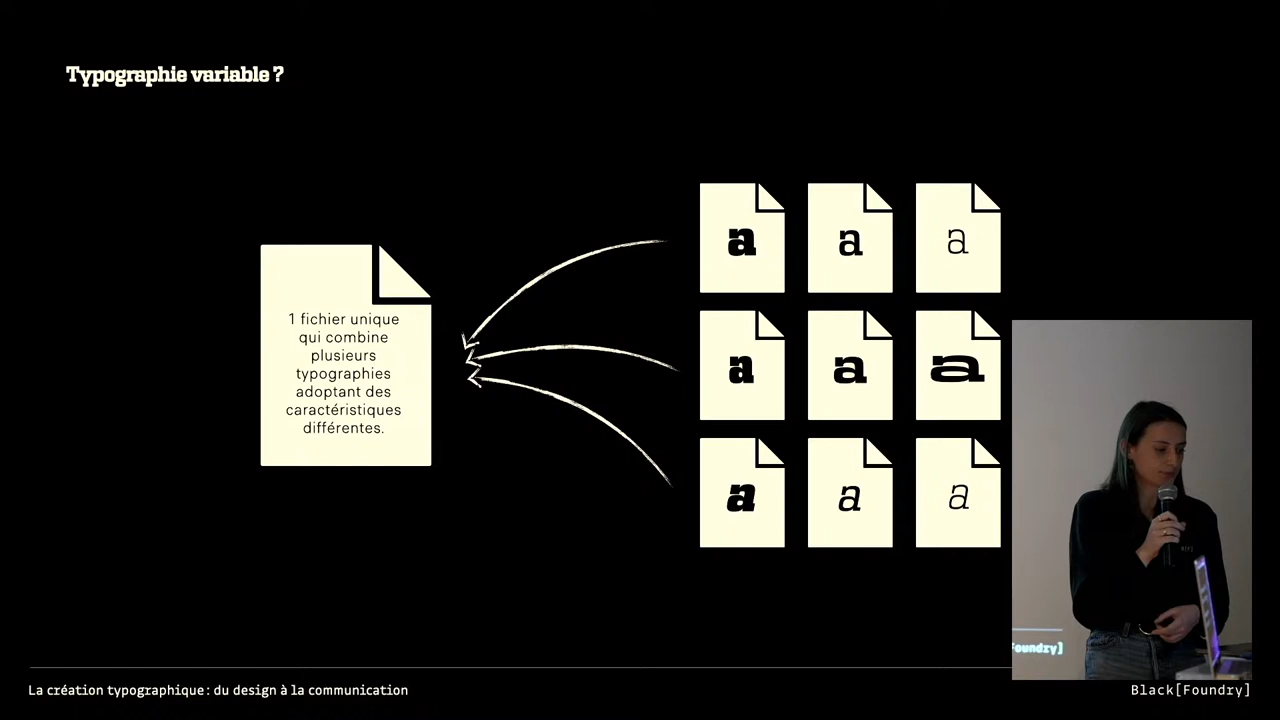 Typographie variable ?
1 fichier unique
qui combine
plusieurs
typographies
adoptant des
caractéristiques
différentes.
a a a
a a a
a a a
Foundry]
La création typographique : du design à la communication
Black[Foundry]